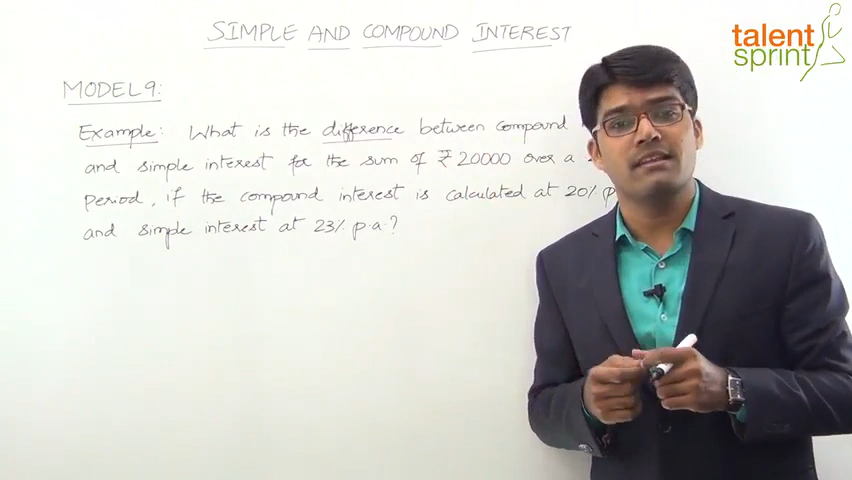 SIMPLE AND COMPOUND INTEREST
talent
sprint
MODEL 9:
Example: What is the difference between compound
and simple interest for the sum of ₹ 20000 over a
period, if the compound interest is calculated at 20% p
and simple interest at 23% p.a.?